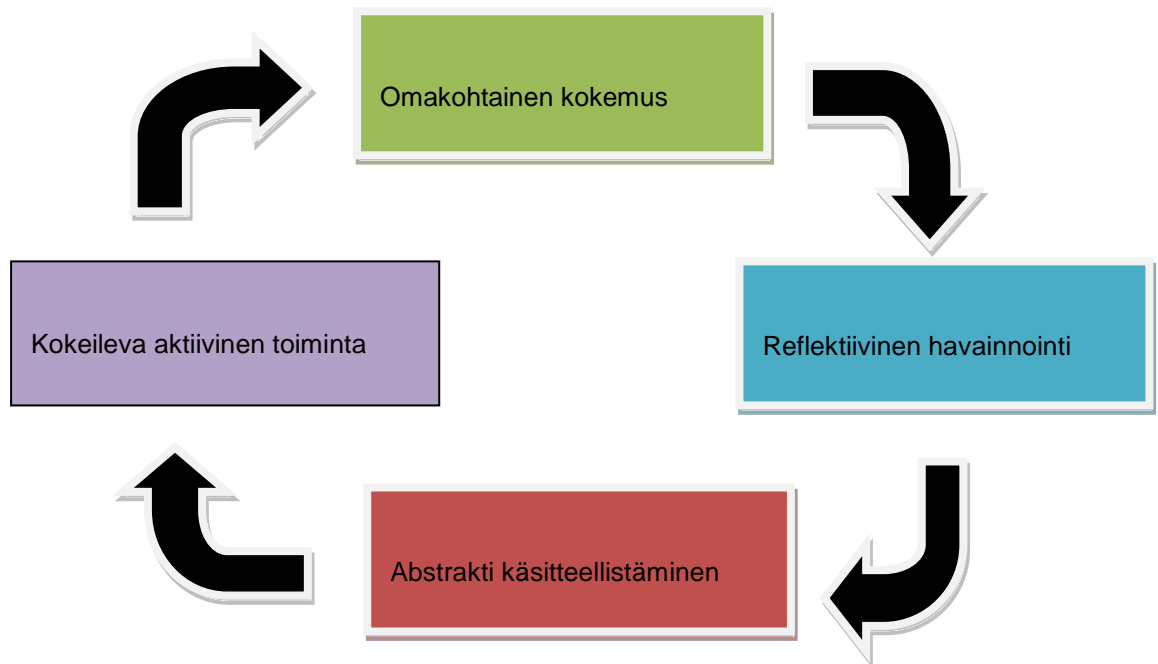 Omakohtainen kokemus
Reflektiivinen havainnointi
Abstrakti käsitteellistäminen
Kokeileva aktiivinen toiminta